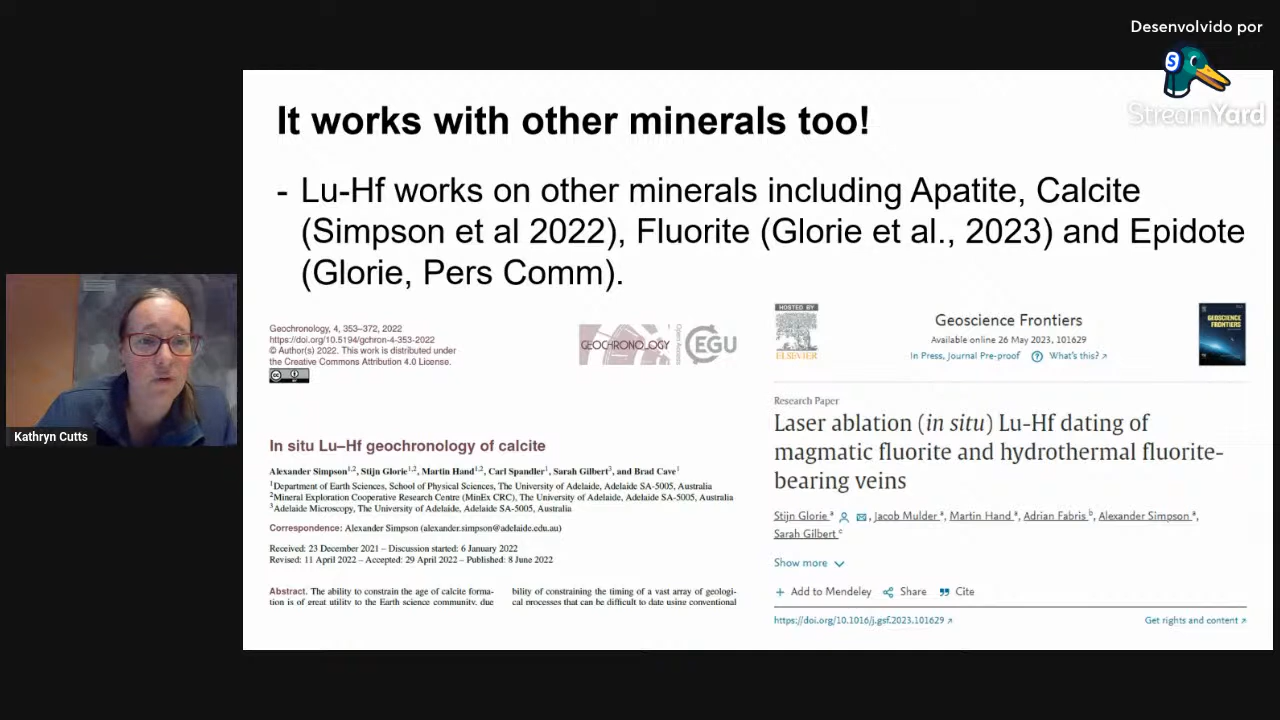 Desenvolvido por
S
StreamYard
It works with other minerals too!
- Lu-Hf works on other minerals including Apatite, Calcite
(Simpson et al 2022), Fluorite (Glorie et al., 2023) and Epidote
(Glorie, Pers Comm).
Geochronology, 4, 353–372, 2022
https://doi.org/10.5194/gchron-4-353-2022
© Author(s) 2022. This work is distributed under
the Creative Commons Attribution 4.0 License.
GEOCHRONOLOGY
EGU
In situ Lu–Hf geochronology of calcite
Alexander Simpson1,2, Stijn Glorie1,2, Martin Hand1,2, Carl Spandler1, Sarah Gilbert3, and Brad Cave1
1Department of Earth Sciences, School of Physical Sciences, The University of Adelaide, Adelaide SA-5005, Australia
2Mineral Exploration Cooperative Research Centre (MinEx CRC), The University of Adelaide, Adelaide SA-5005, Australia
3Adelaide Microscopy, The University of Adelaide, Adelaide SA-5005, Australia
Correspondence: Alexander Simpson (alexander.simpson@adelaide.edu.au)
Received: 23 December 2021 – Discussion started: 6 January 2022
Revised: 11 April 2022 – Accepted: 29 April 2022 – Published: 8 June 2022
Abstract. The ability to constrain the age of calcite forma-
tion is of great utility to the Earth science community, due
bility of constraining the timing of a vast array of geologi-
cal processes that can be difficult to date using conventional
HOSTED BY
ELSEVIER
Geoscience Frontiers
Available online 26 May 2023, 101629
In Press, Journal Pre-proof ? What's this? ↗
GEOSCIENCE
FRONTIERS
Research Paper
Laser ablation (in situ) Lu-Hf dating of
magmatic fluorite and hydrothermal fluorite-
bearing veins
Stijn Glorie a, Jacob Mulder a, Martin Hand a, Adrian Fabris b, Alexander Simpson a,
Sarah Gilbert c
Show more
+ Add to Mendeley Share Cite
https://doi.org/10.1016/j.gsf.2023.101629 ↗
Get rights and content ↗
Kathryn Cutts